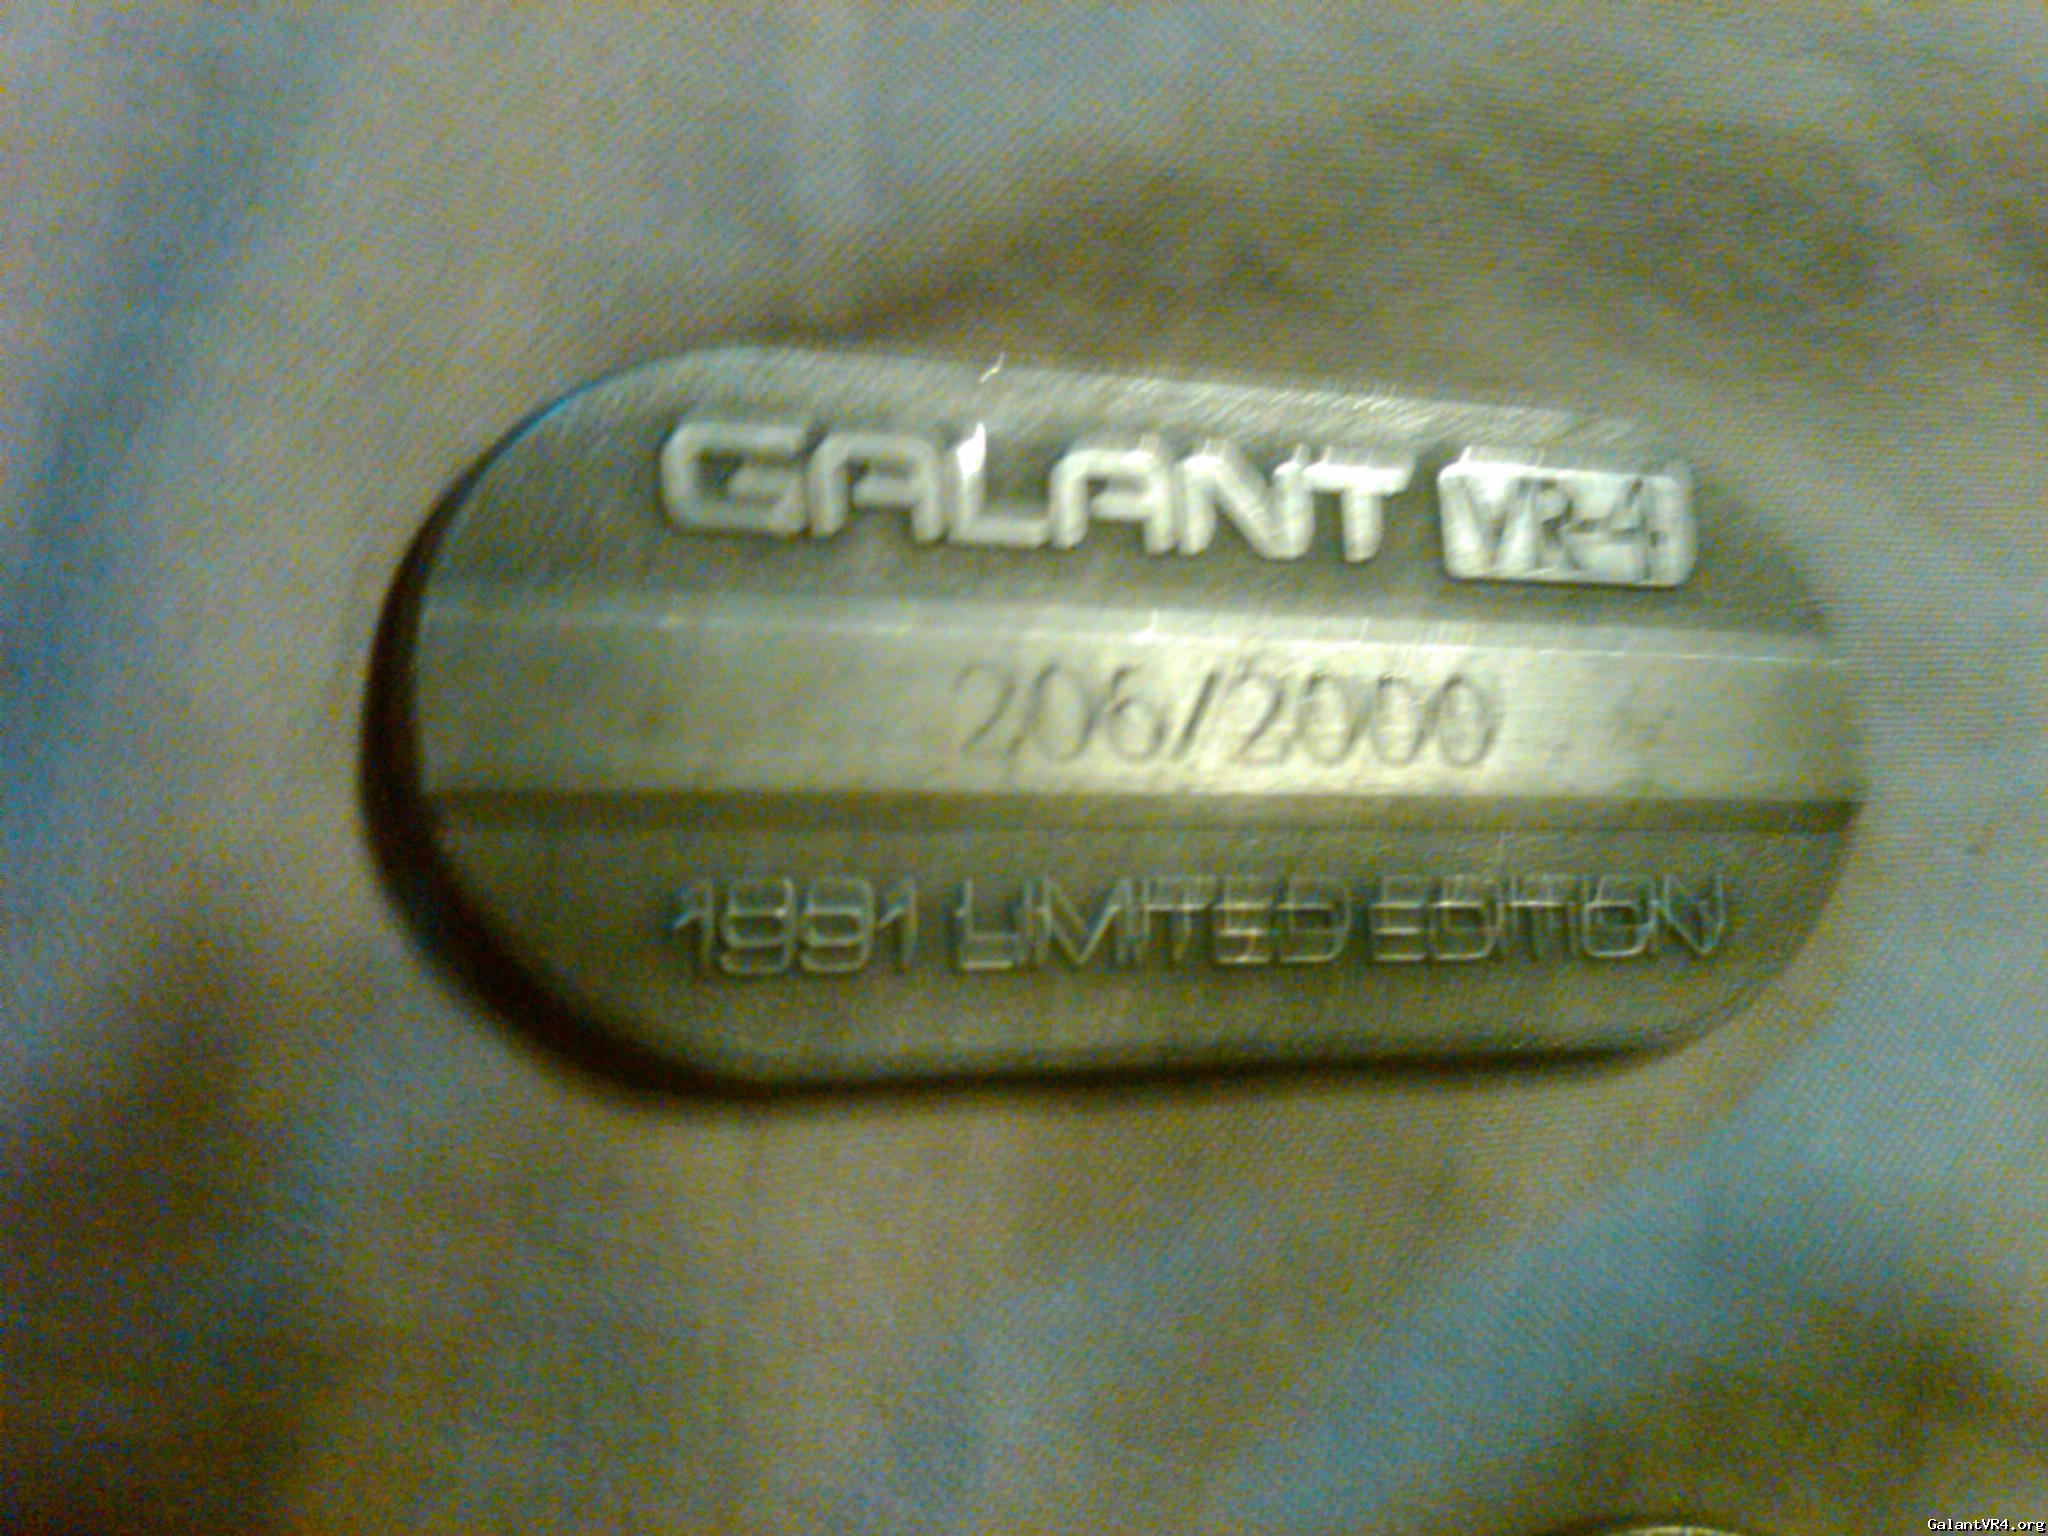 GALANT VR-4
206/2000
1991 LIMITED EDITION
GalantVR4.org